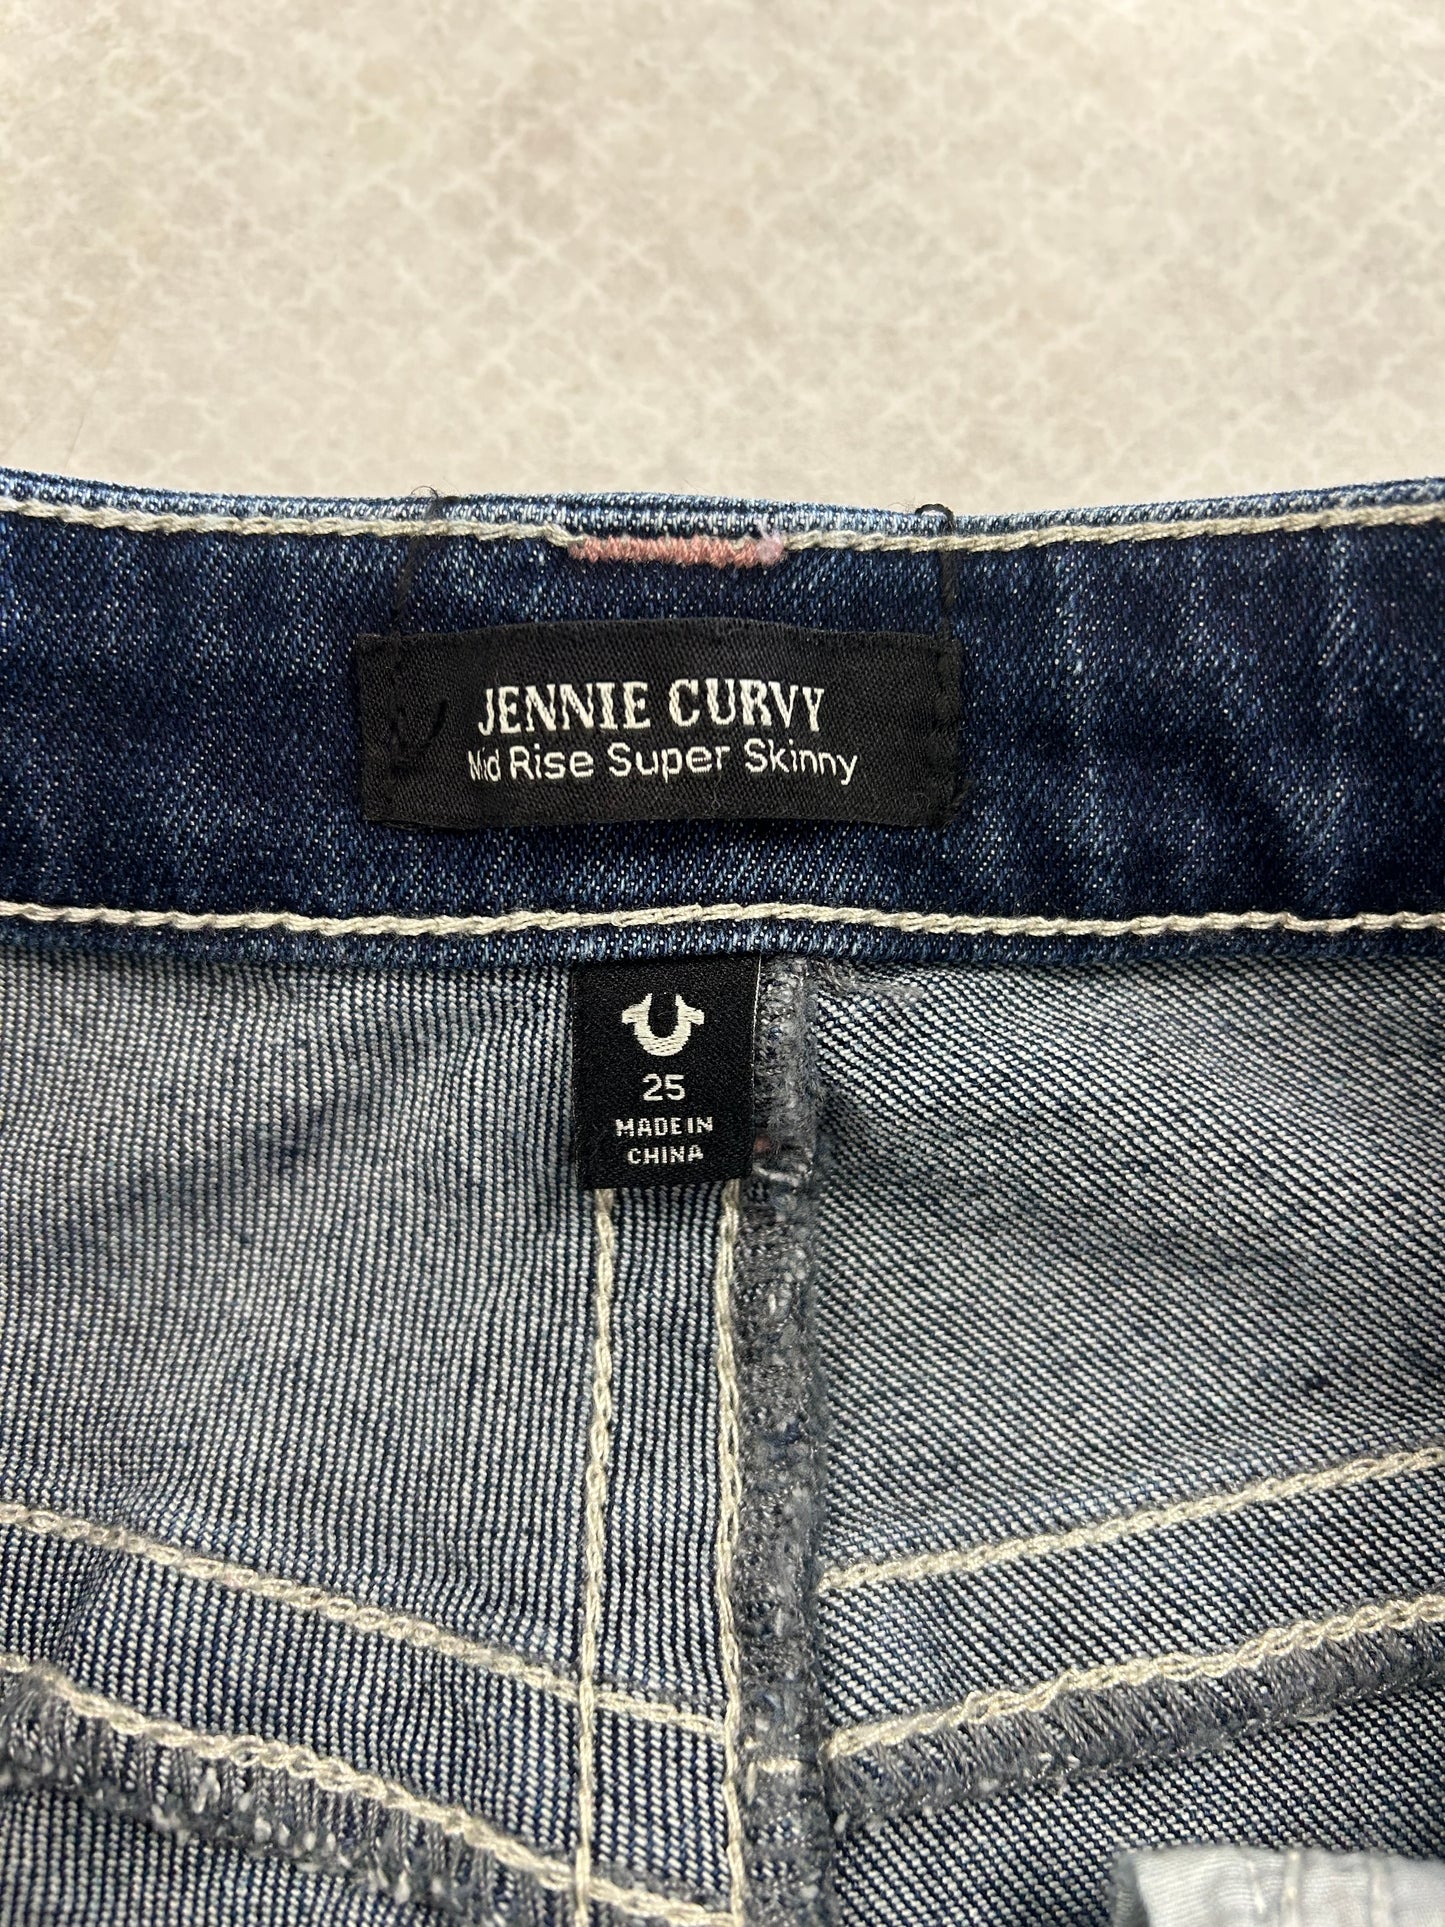 JENNIE CURVY
Mid Rise Super Skinny
25
MADE IN
CHINA